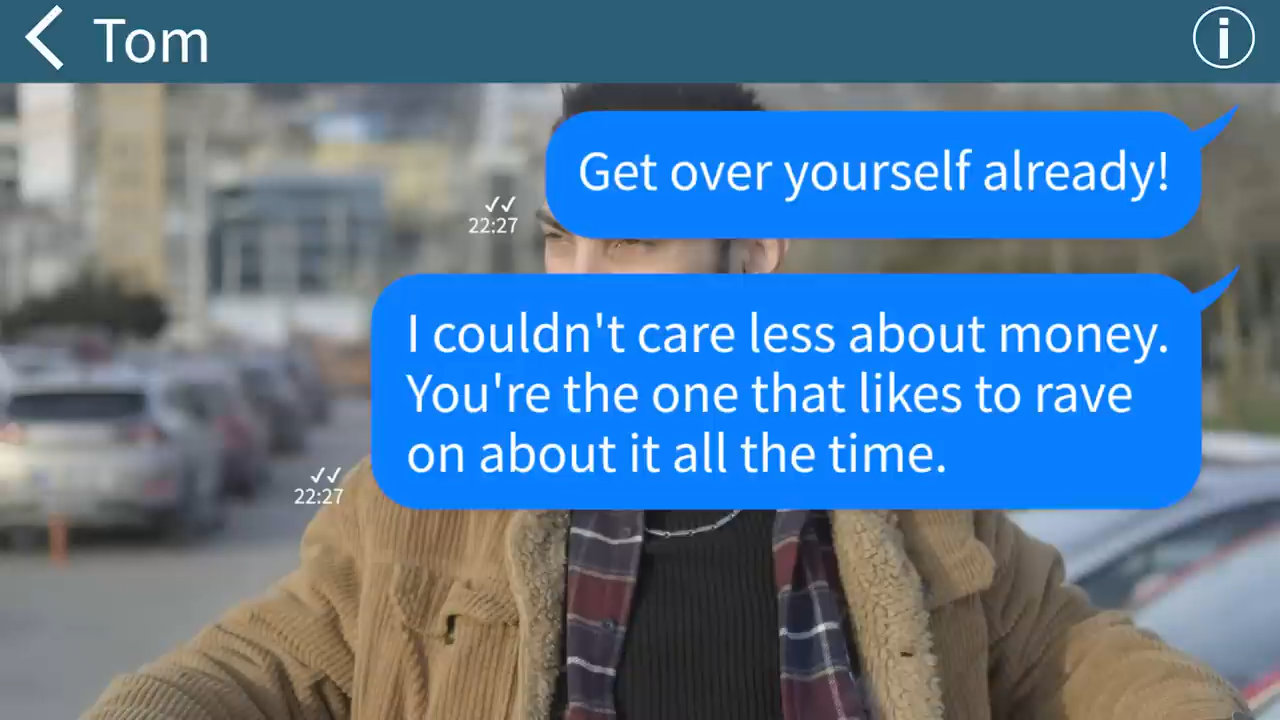 Tom
Get over yourself already!
22:27
I couldn't care less about money.
You're the one that likes to rave
on about it all the time.
22:27